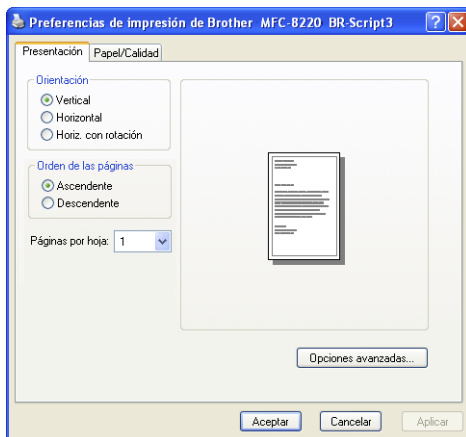 Preferencias de impresión de Brother MFC-8220 BR-Script3
Presentación Papel/Calidad
Orientación
Vertical
Horizontal
Horiz. con rotación
Orden de las páginas
Ascendente
Descendente
Páginas por hoja: 1
Opciones avanzadas...
Aceptar Cancelar Aplicar